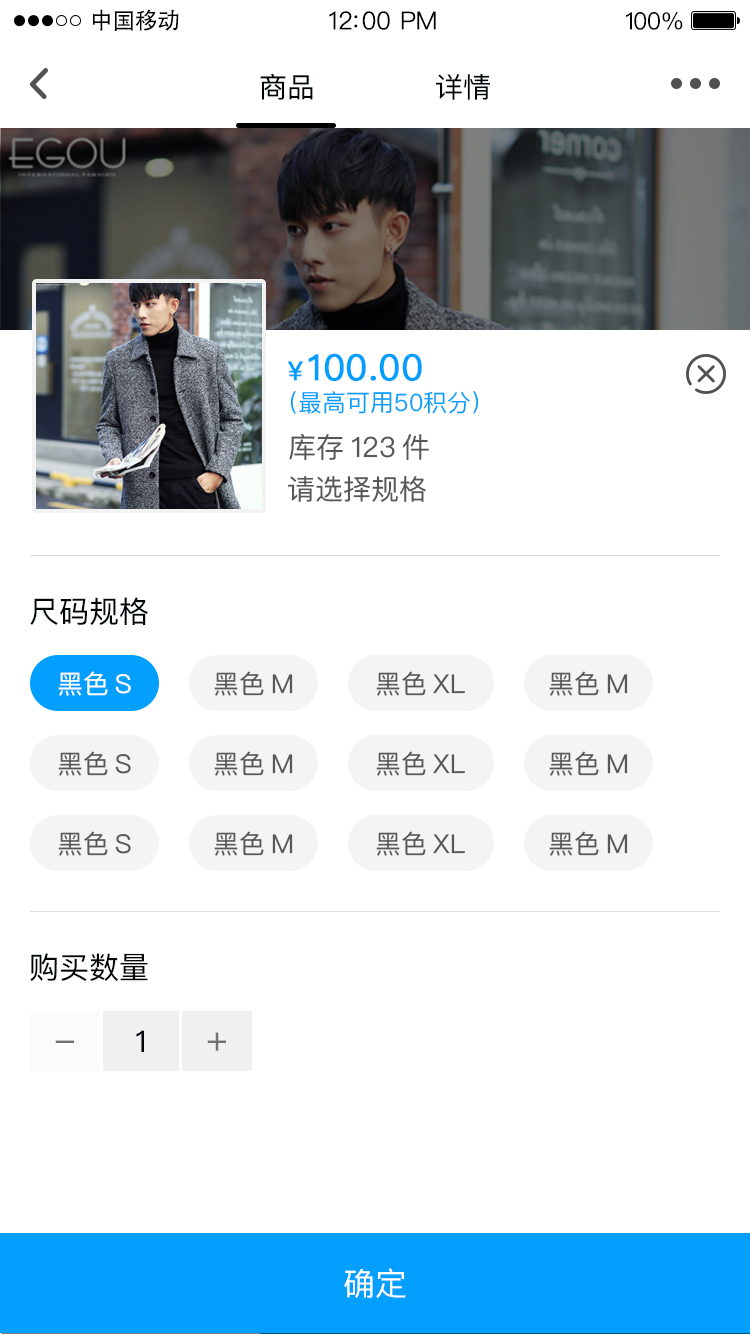 中国移动 12:00 PM 100%
商品 详情
EGOU
INTERNATIONAL FASHION
corner
¥100.00
(最高可用50积分)
库存 123 件
请选择规格
尺码规格
黑色 S 黑色 M 黑色 XL 黑色 M
黑色 S 黑色 M 黑色 XL 黑色 M
黑色 S 黑色 M 黑色 XL 黑色 M
购买数量
− 1 +
确定